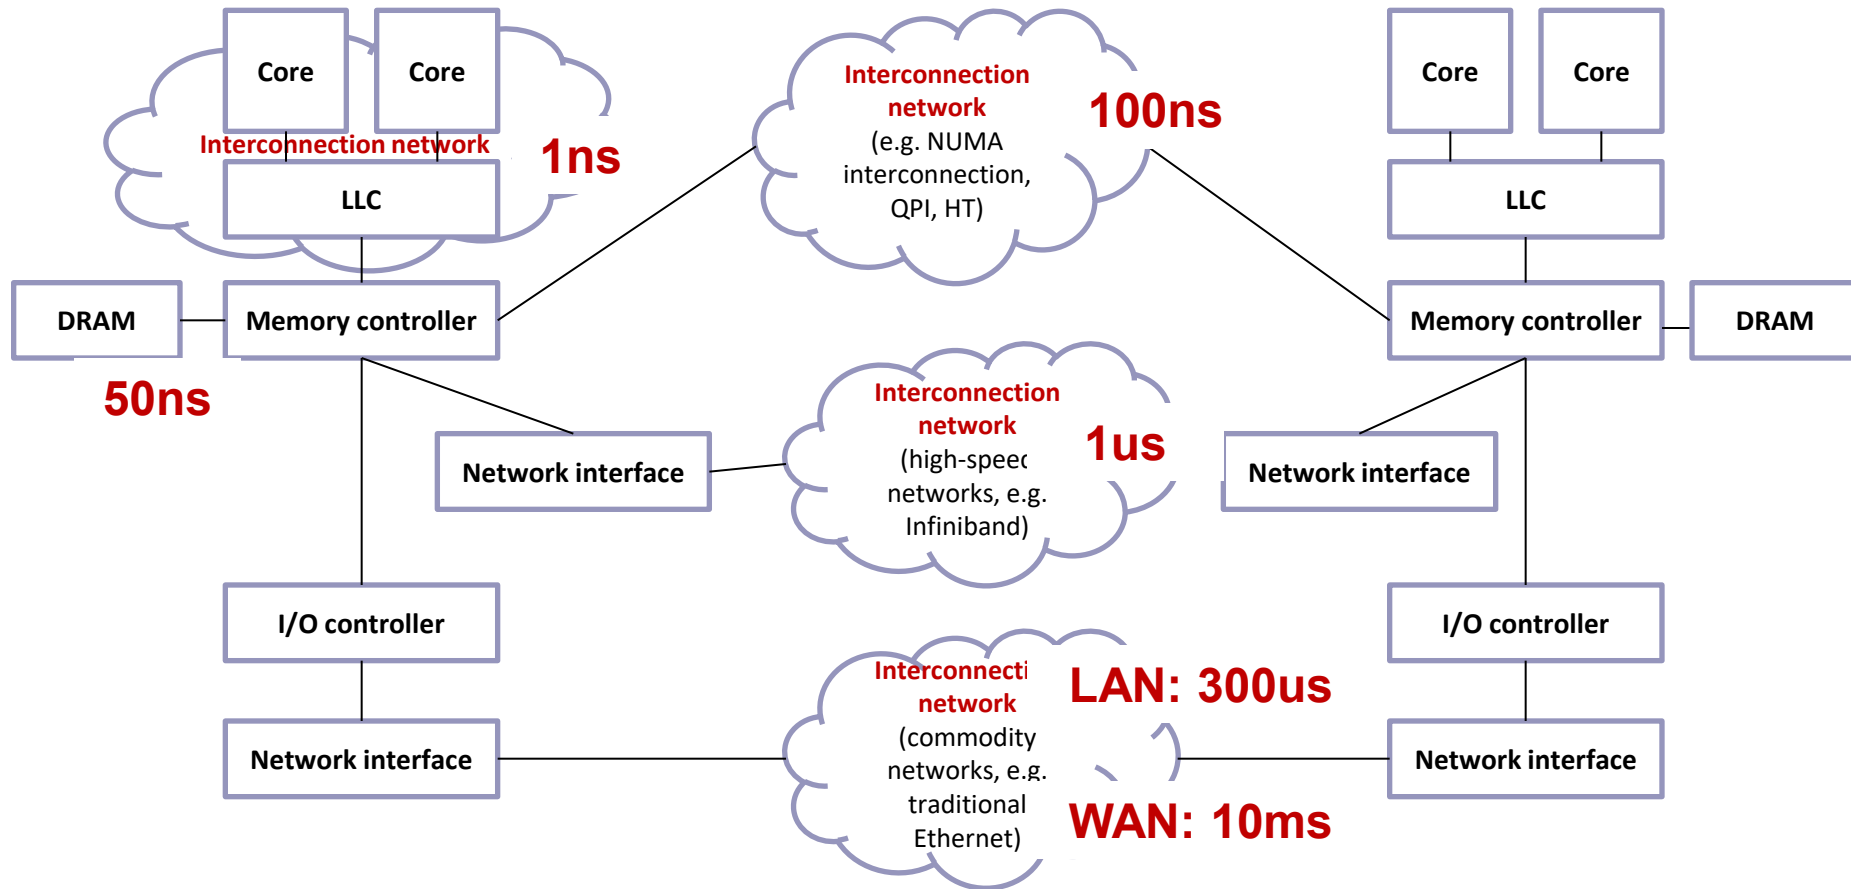 Core
Core
Interconnection network
1ns
LLC
DRAM
Memory controller
50ns
Interconnection
network
(e.g. NUMA
interconnection,
QPI, HT)
100ns
Core
Core
LLC
Memory controller
DRAM
Network interface
Interconnection
network
(high-speed
networks, e.g.
Infiniband)
1us
Network interface
I/O controller
Network interface
Interconnecti
network
(commodity
networks, e.g.
traditional
Ethernet)
LAN: 300us
WAN: 10ms
I/O controller
Network interface